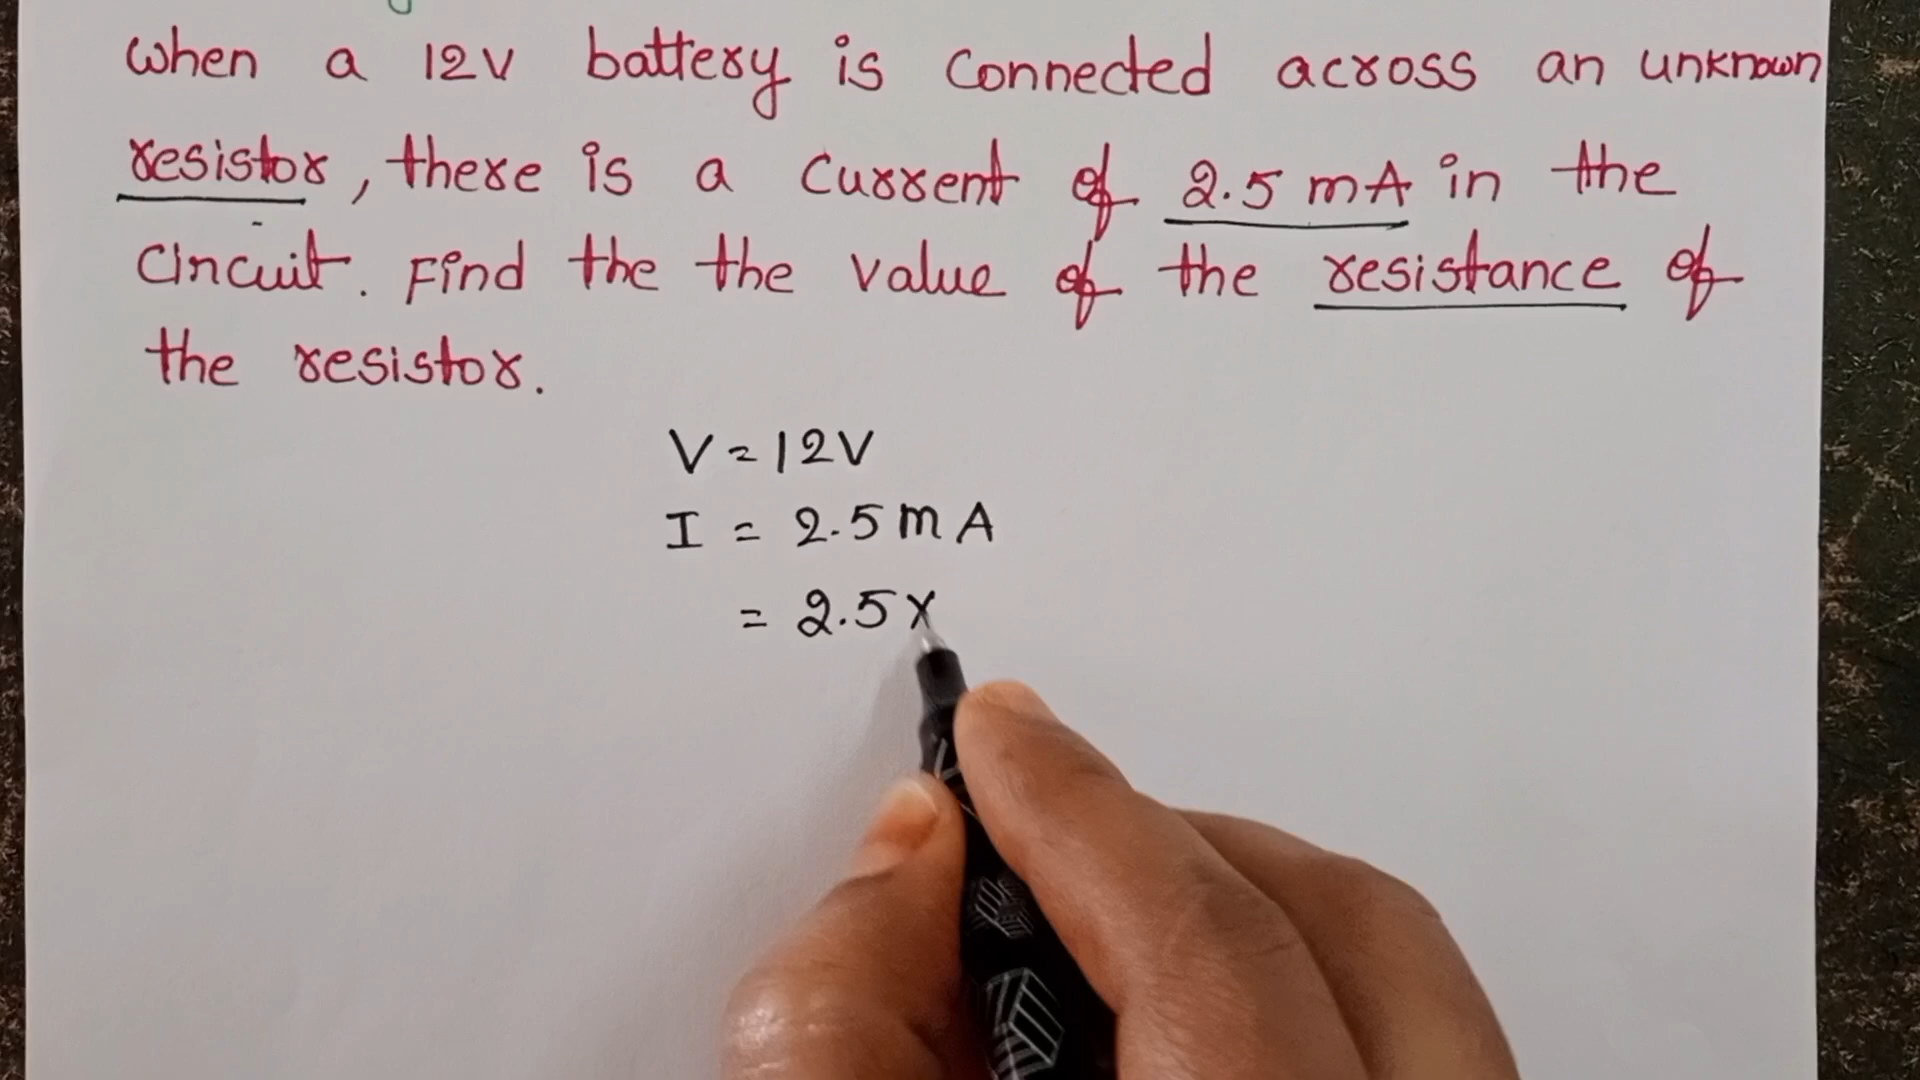 when a 12V battery is connected across an unknown
resistor, there is a current of 2.5 mA in the
circuit. Find the the value of the resistance of
the resistor.
V = 12V
I = 2.5 mA
= 2.5 x